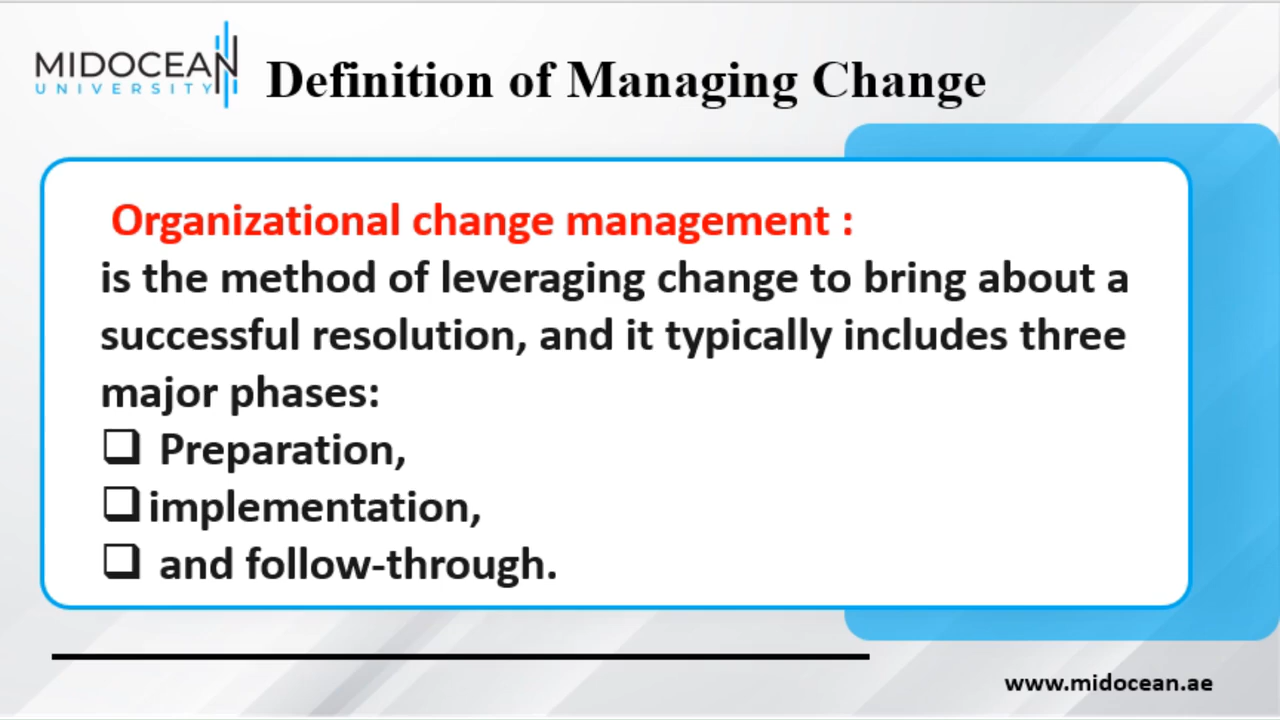 MIDOCEAN
UNIVERSITY
Definition of Managing Change
Organizational change management :
is the method of leveraging change to bring about a
successful resolution, and it typically includes three
major phases:
❑ Preparation,
❑ implementation,
❑ and follow-through.
www.midocean.ae